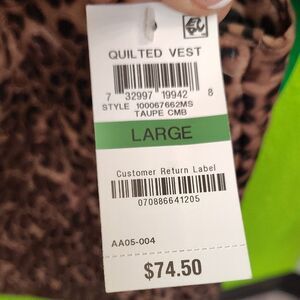 QUILTED VEST
7 32997 19942 8
STYLE 100067662MS
TAUPE CMB
LARGE
Customer Return Label
070886641205
AA05-004
$74.50